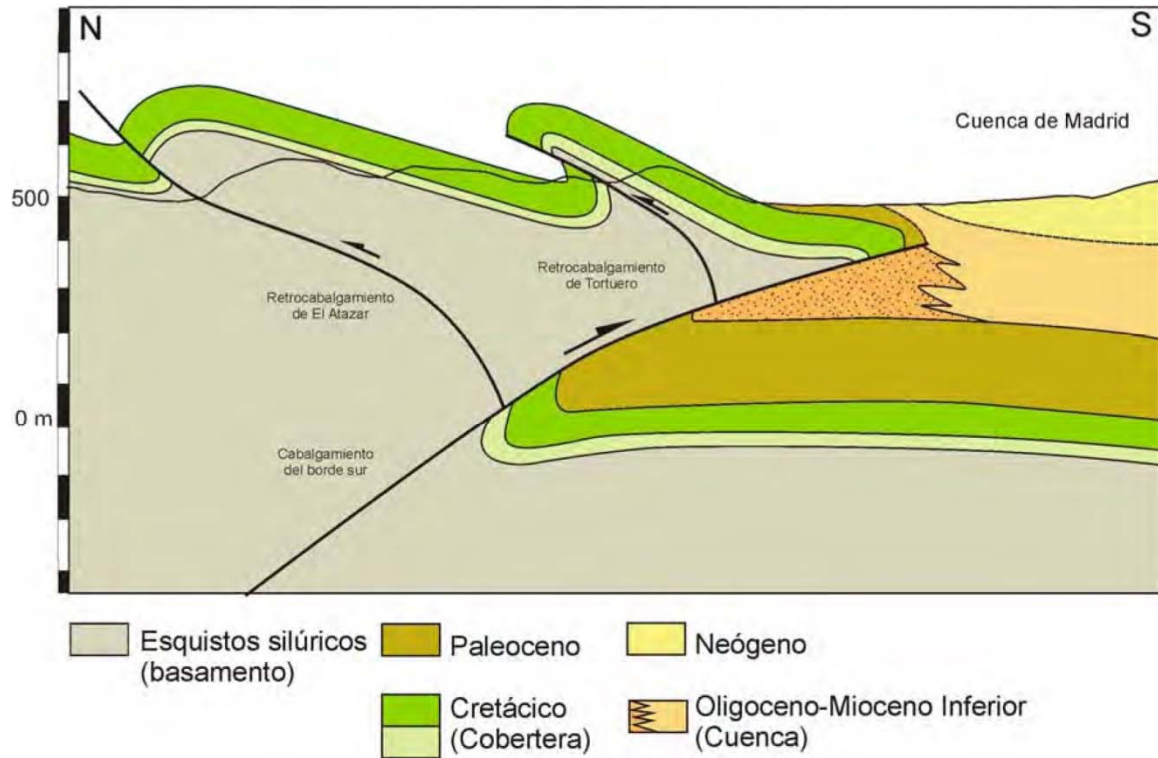 N
S
Cuenca de Madrid
500
Retrocabalgamiento
de Tortuero
Retrocabalgamiento
de El Atazar
0 m
Cabalgamiento
del borde sur
Esquistos silúricos
(basamento)
Paleoceno
Neógeno
Cretácico
(Cobertera)
Oligoceno-Mioceno Inferior
(Cuenca)